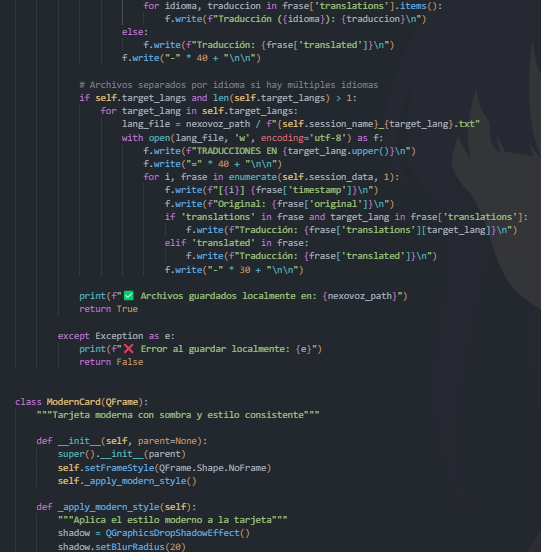 for idioma, traduccion in frase['translations'].items():
f.write(f"Traducción ({idioma}): {traduccion}\n")
else:
f.write(f"Traducción: {frase['translated']}\n")
f.write("-" * 40 + "\n\n")
# Archivos separados por idioma si hay múltiples idiomas
if self.target_langs and len(self.target_langs) > 1:
for target_lang in self.target_langs:
lang_file = nexovoz_path / f"{self.session_name}_{target_lang}.txt"
with open(lang_file, 'w', encoding='utf-8') as f:
f.write(f"TRADUCCIONES EN {target_lang.upper()}\n")
f.write("=" * 40 + "\n\n")
for i, frase in enumerate(self.session_data, 1):
f.write(f"[{i}] {frase['timestamp']}\n")
f.write(f"Original: {frase['original']}\n")
if 'translations' in frase and target_lang in frase['translations']:
f.write(f"Traducción: {frase['translations'][target_lang]}\n")
elif 'translated' in frase:
f.write(f"Traducción: {frase['translated']}\n")
f.write("-" * 30 + "\n\n")
print(f"✅ Archivos guardados localmente en: {nexovoz_path}")
return True
except Exception as e:
print(f"❌ Error al guardar localmente: {e}")
return False
class ModernCard(QFrame):
"""Tarjeta moderna con sombra y estilo consistente"""
def __init__(self, parent=None):
super().__init__(parent)
self.setFrameStyle(QFrame.Shape.NoFrame)
self._apply_modern_style()
def _apply_modern_style(self):
"""Aplica el estilo moderno a la tarjeta"""
shadow = QGraphicsDropShadowEffect()
shadow.setBlurRadius(20)